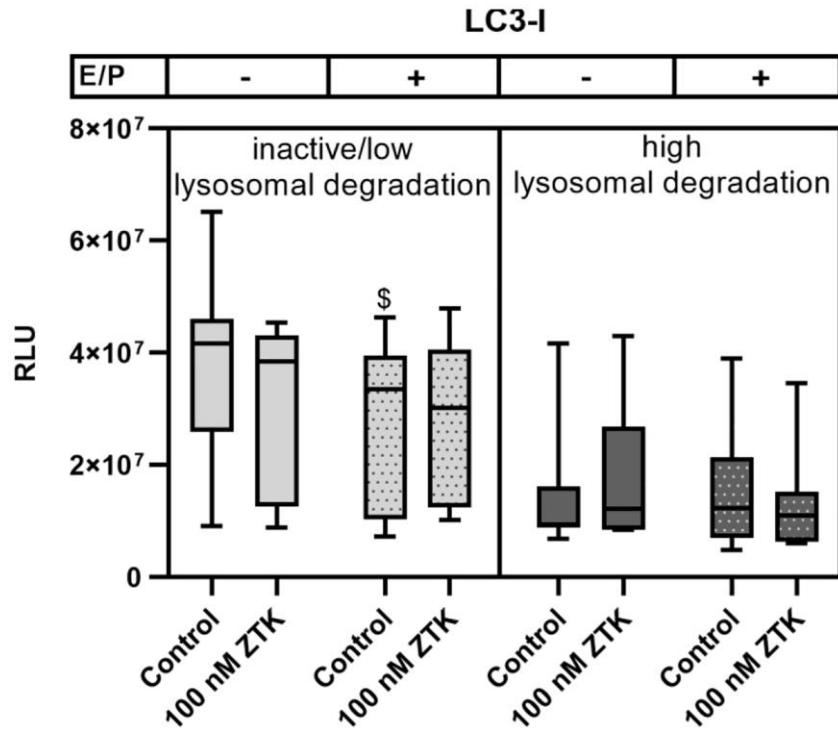 LC3-I
E/P - + - +
8×10⁷
inactive/low
lysosomal degradation
high
lysosomal degradation
6×10⁷
$
4×10⁷
RLU
2×10⁷
0
Control
100 nM ZTK
Control
100 nM ZTK
Control
100 nM ZTK
Control
100 nM ZTK